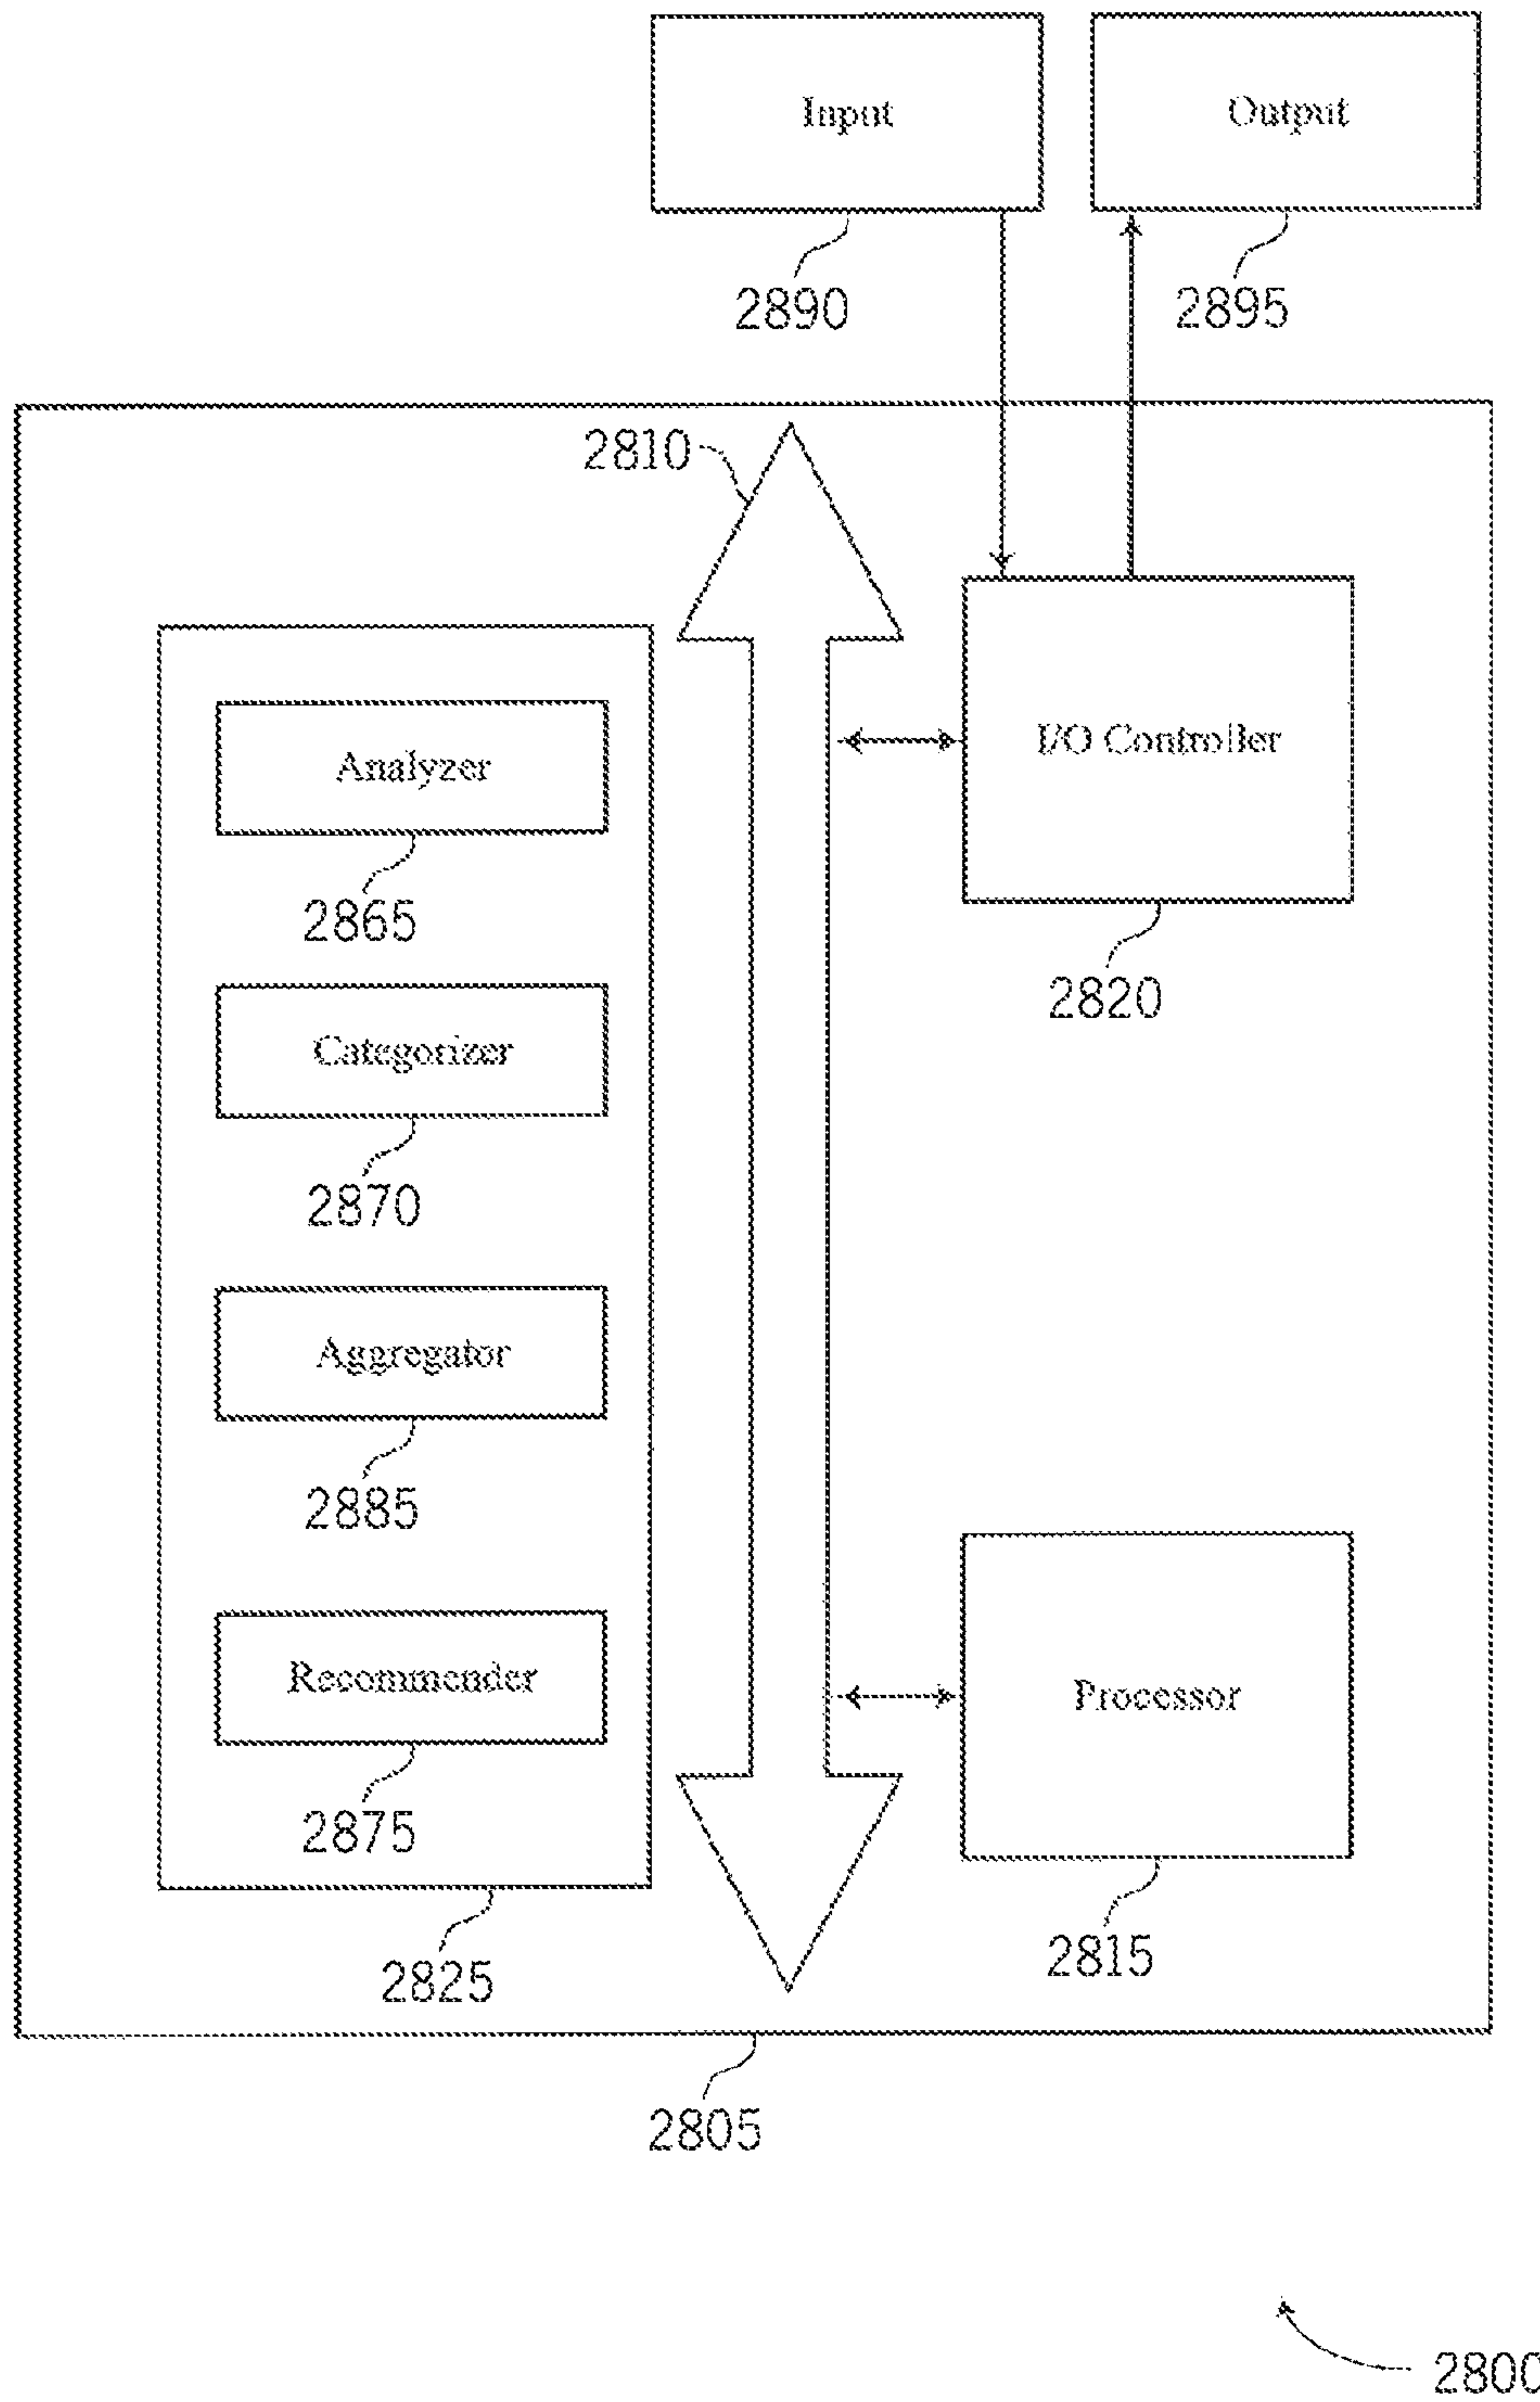 Input
Output
2890
2895
2810
I/O Controller
Analyzer
2865
2820
Categorizer
2870
Aggregator
2885
Recommender
Processor
2875
2815
2825
2805
2800